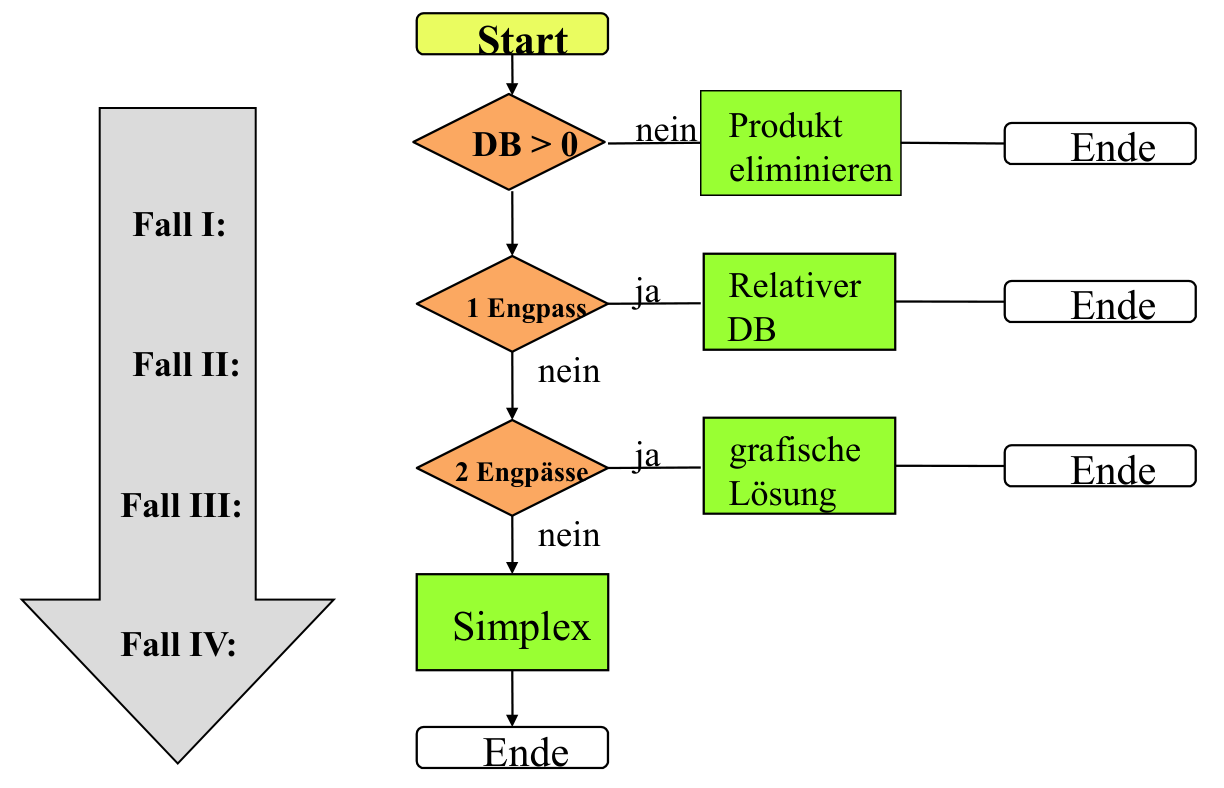 Start
DB > 0
nein
Produkt
eliminieren
Ende
Fall I:
1 Engpass
ja
Relativer
DB
Ende
Fall II:
nein
2 Engpässe
ja
grafische
Lösung
Ende
Fall III:
nein
Simplex
Fall IV:
Ende